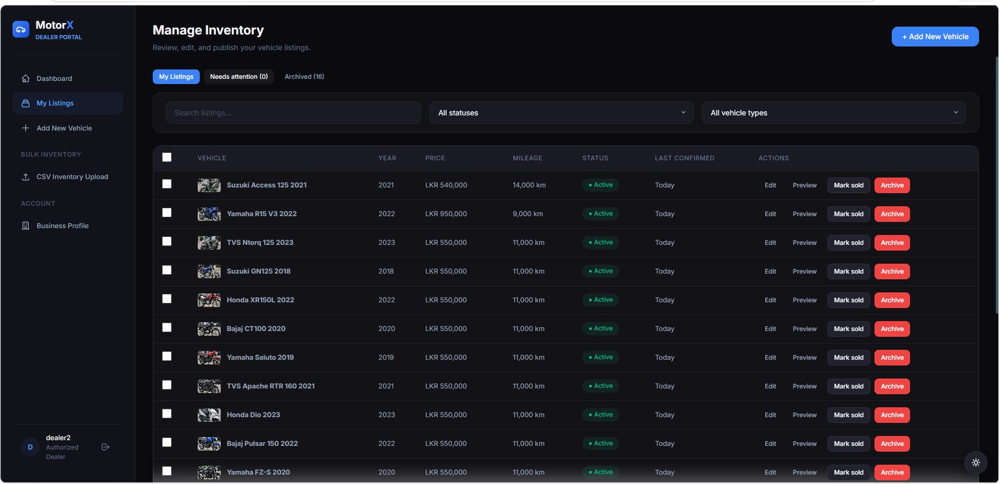 MotorX
DEALER PORTAL
Dashboard
My Listings
Add New Vehicle
BULK INVENTORY
CSV Inventory Upload
ACCOUNT
Business Profile
D
dealer2
Authorized
Dealer
Manage Inventory
Review, edit, and publish your vehicle listings.
+ Add New Vehicle
My Listings Needs attention (0) Archived (16)
Search listings... All statuses All vehicle types
VEHICLE YEAR PRICE MILEAGE STATUS LAST CONFIRMED ACTIONS
Suzuki Access 125 2021 2021 LKR 540,000 14,000 km Active Today Edit Preview Mark sold Archive
Yamaha R15 V3 2022 2022 LKR 950,000 9,000 km Active Today Edit Preview Mark sold Archive
TVS Ntorq 125 2023 2023 LKR 550,000 11,000 km Active Today Edit Preview Mark sold Archive
Suzuki GN125 2018 2018 LKR 550,000 11,000 km Active Today Edit Preview Mark sold Archive
Honda XR150L 2022 2022 LKR 550,000 11,000 km Active Today Edit Preview Mark sold Archive
Bajaj CT100 2020 2020 LKR 550,000 11,000 km Active Today Edit Preview Mark sold Archive
Yamaha Saluto 2019 2019 LKR 550,000 11,000 km Active Today Edit Preview Mark sold Archive
TVS Apache RTR 160 2021 2021 LKR 550,000 11,000 km Active Today Edit Preview Mark sold Archive
Honda Dio 2023 2023 LKR 550,000 11,000 km Active Today Edit Preview Mark sold Archive
Bajaj Pulsar 150 2022 2022 LKR 550,000 11,000 km Active Today Edit Preview Mark sold Archive
Yamaha FZ-S 2020 2020 LKR 550,000 11,000 km Active Today Edit Preview Mark sold Archive